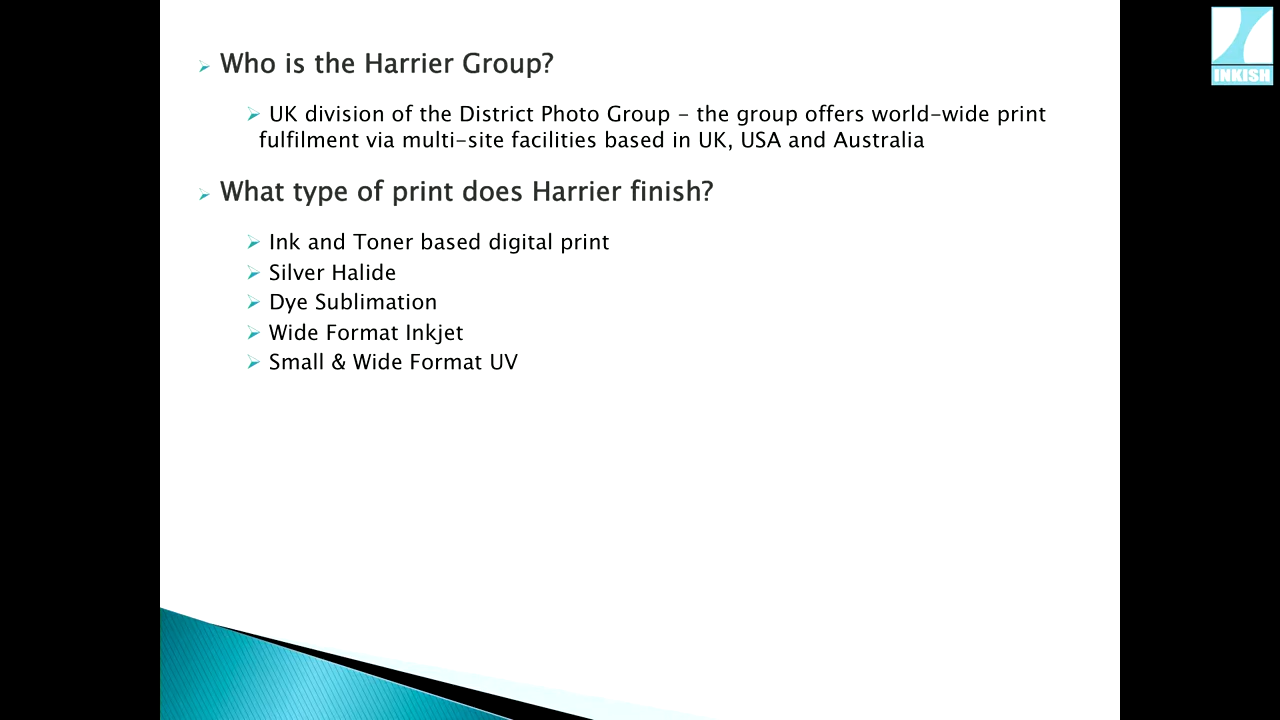 Who is the Harrier Group?
UK division of the District Photo Group – the group offers world-wide print
fulfilment via multi-site facilities based in UK, USA and Australia
What type of print does Harrier finish?
Ink and Toner based digital print
Silver Halide
Dye Sublimation
Wide Format Inkjet
Small & Wide Format UV
INKISH